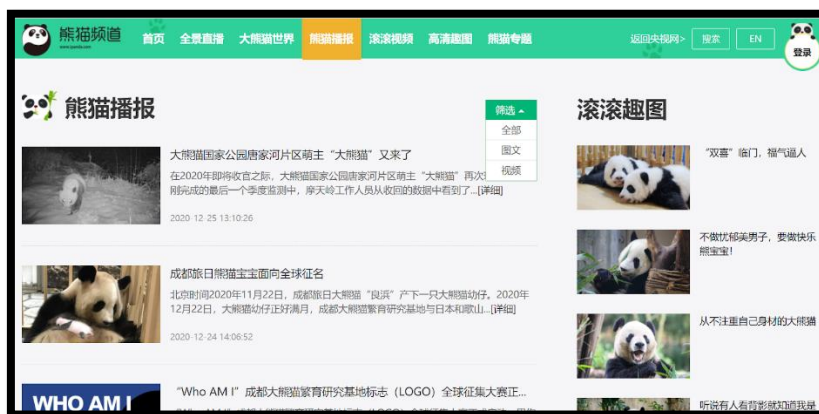 熊猫频道
www.ipanda.com
首页 全景直播 大熊猫世界 熊猫播报 滚滚视频 高清趣图 熊猫专题
返回央视网> 搜索 EN
登录
熊猫播报
筛选
全部
图文
视频
大熊猫国家公园唐家河片区萌主“大熊猫”又来了
在2020年即将收官之际，大熊猫国家公园唐家河片区萌主“大熊猫”再次
刚完成的最后一个季度监测中，摩天岭工作人员从收回的数据中看到了...[详细]
2020-12-25 13:10:26
成都旅日熊猫宝宝面向全球征名
北京时间2020年11月22日，成都旅日大熊猫“良浜”产下一只大熊猫幼仔。2020年
12月22日，大熊猫幼仔正好满月，成都大熊猫繁育研究基地与日本和歌山...[详细]
2020-12-24 14:06:52
WHO AM I
“Who AM I”成都大熊猫繁育研究基地标志（LOGO）全球征集大赛正...
滚滚趣图
“双喜”临门，福气逼人
不做忧郁美男子，要做快乐
熊宝宝！
从不注重自己身材的大熊猫
听说有人看背影就知道我是